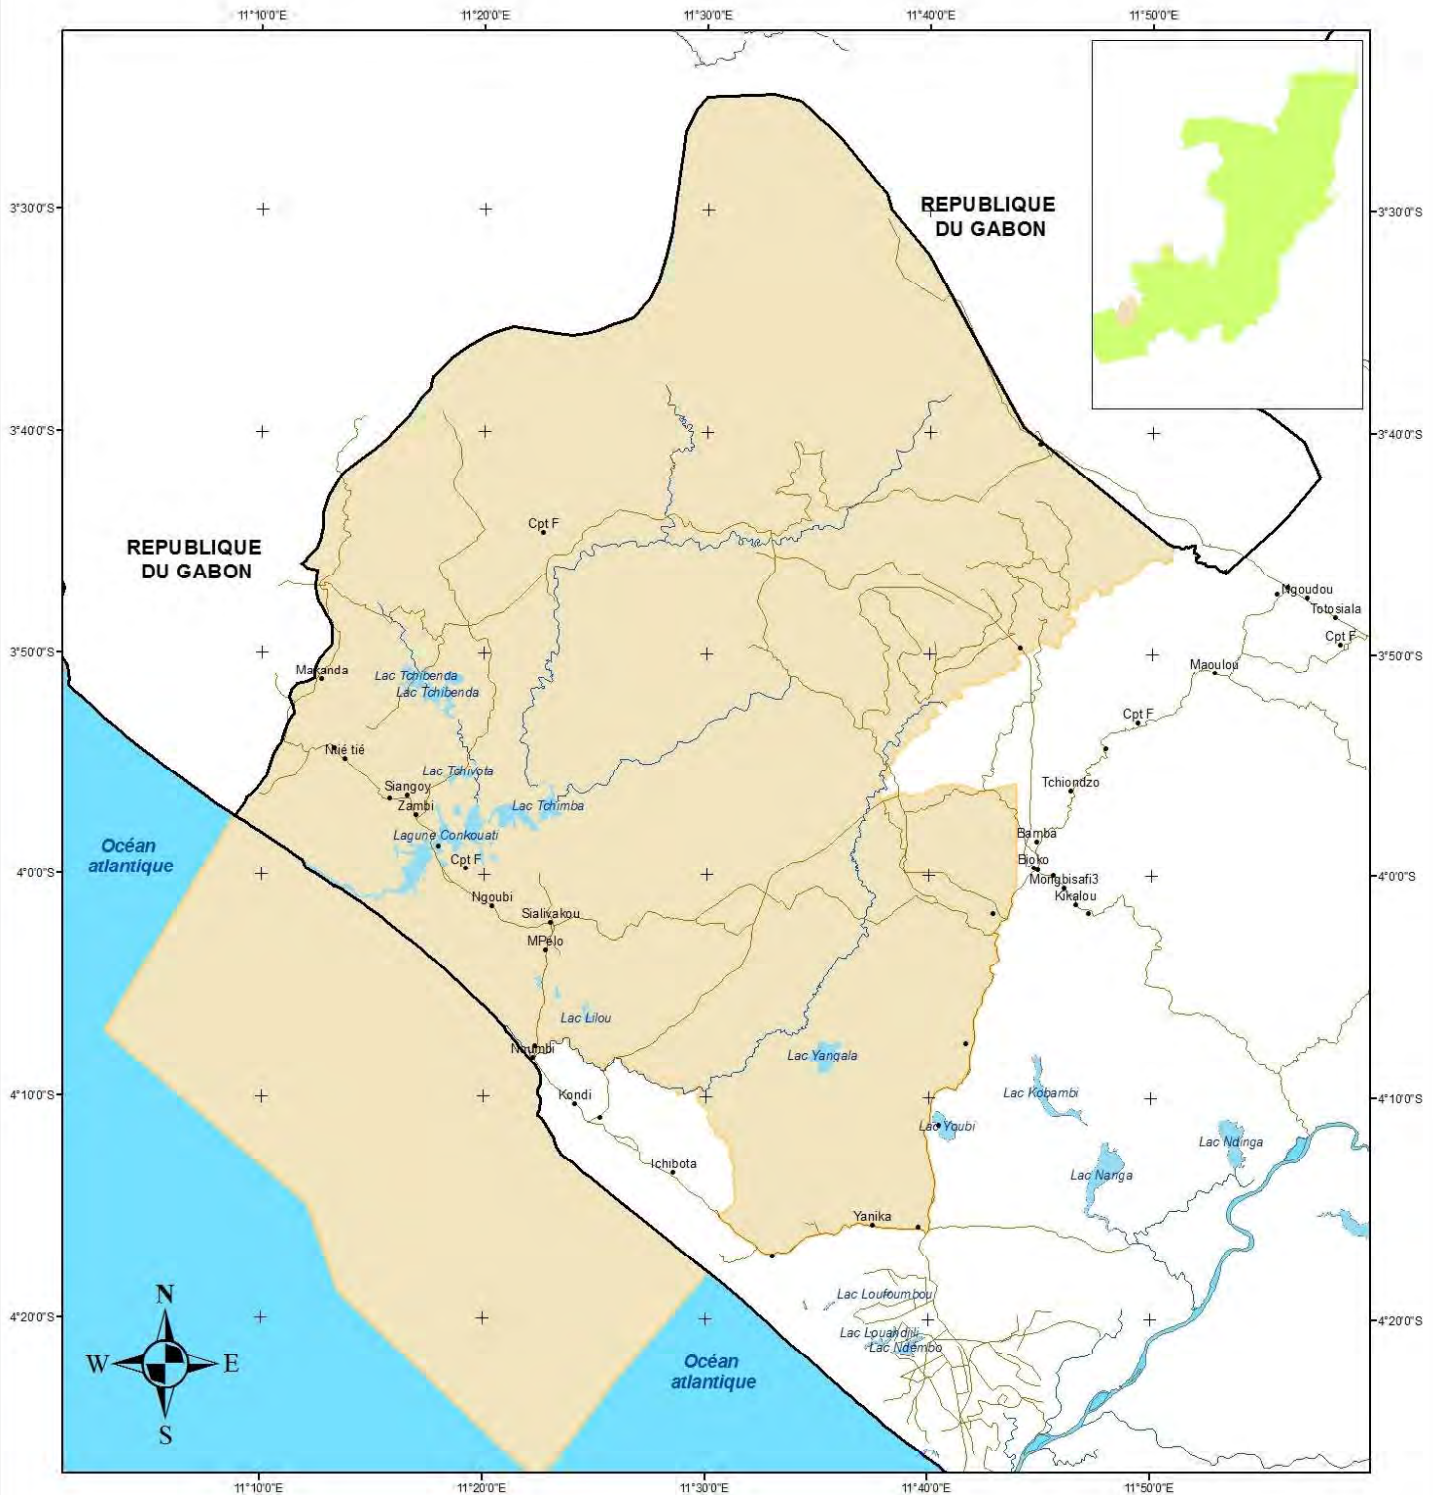 11°10'0"E
11°20'0"E
11°30'0"E
11°40'0"E
11°50'0"E
3°30'0"S
REPUBLIQUE
DU GABON
3°30'0"S
3°40'0"S
3°40'0"S
Cpt F
REPUBLIQUE
DU GABON
Ngoudou
Totosiala
Cpt F
3°50'0"S
3°50'0"S
Makanda
Lac Tchibenda
Lac Tchibenda
Maoulou
Cpt F
Ntié tié
Lac Tchivota
Siangoy
Zambi
Lac Tchimba
Tchiondzo
Lagune Conkouati
Bamba
Océan
atlantique
Cpt F
Bioko
4°0'0"S
4°0'0"S
Mongbisafi3
Ngoubi
Kikalou
Sialivakou
MPélo
Lac Lilou
Noumbi
Lac Yangala
4°10'0"S
Kondi
Lac Kobambi
4°10'0"S
Lac Youbi
Lac Ndinga
Ichibota
Lac Nanga
Yanika
Lac Loufoumbou
N
W
E
S
4°20'0"S
4°20'0"S
Lac Louandjili
Lac Ndembo
Océan
atlantique
11°10'0"E
11°20'0"E
11°30'0"E
11°40'0"E
11°50'0"E